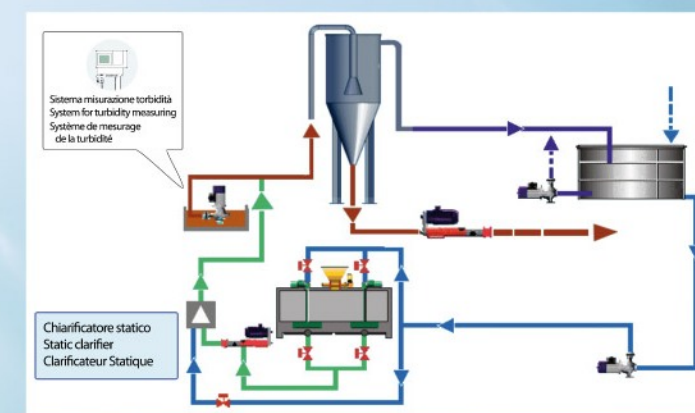 Sistema misurazione torbidità
System for turbidity measuring
Système de mesurage
de la turbidité
Chiarificatore statico
Static clarifier
Clarificateur Statique